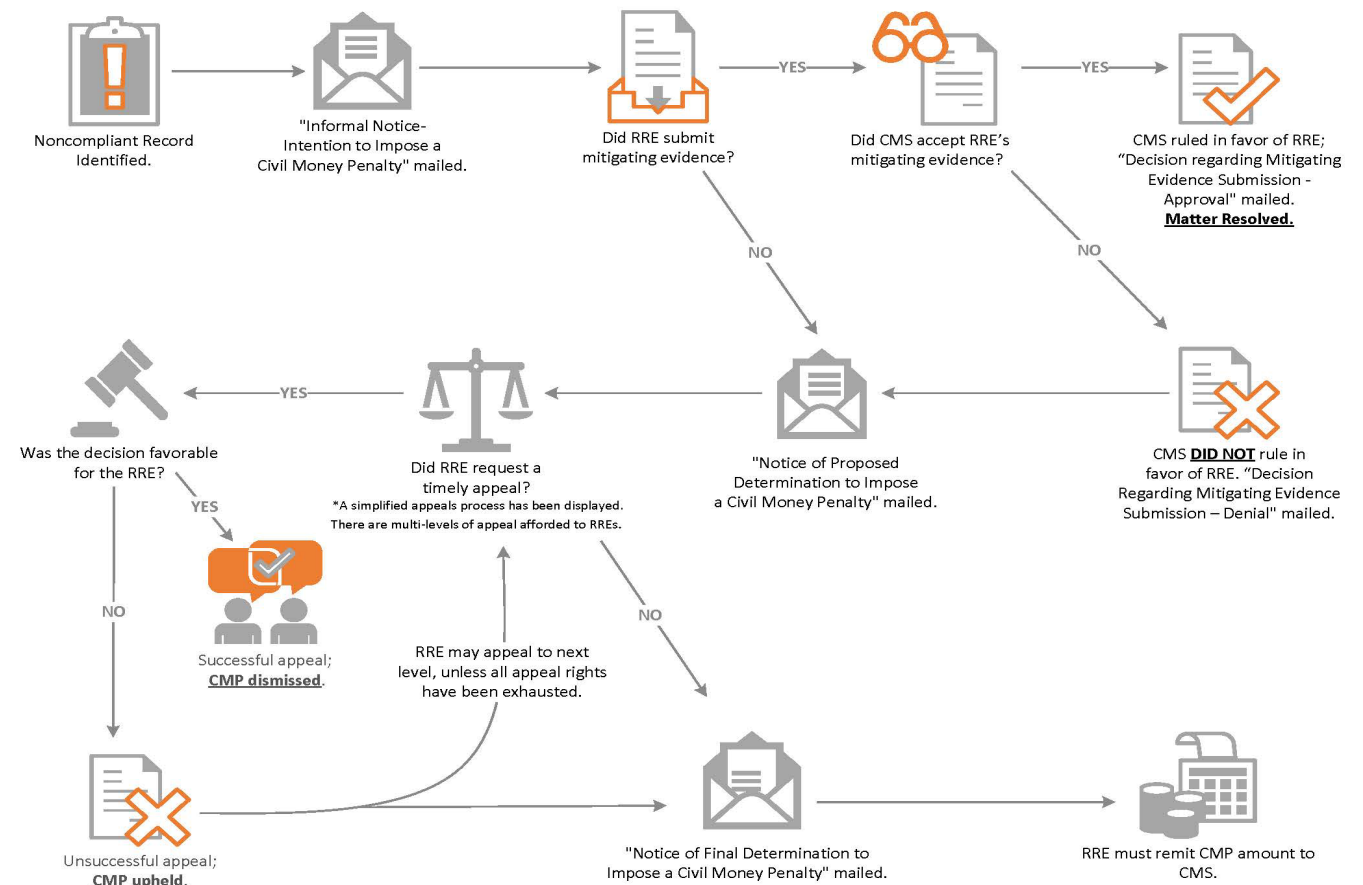 Noncompliant Record
Identified.
"Informal Notice-
Intention to Impose a
Civil Money Penalty" mailed.
Did RRE submit
mitigating evidence?
YES
Did CMS accept RRE’s
mitigating evidence?
YES
CMS ruled in favor of RRE;
“Decision regarding Mitigating
Evidence Submission -
Approval" mailed.
Matter Resolved.
NO
NO
Was the decision favorable
for the RRE?
YES
Did RRE request a
timely appeal?
*A simplified appeals process has been displayed.
There are multi-levels of appeal afforded to RREs.
"Notice of Proposed
Determination to Impose
a Civil Money Penalty" mailed.
CMS DID NOT rule in
favor of RRE. “Decision
Regarding Mitigating Evidence
Submission – Denial" mailed.
YES
NO
NO
Successful appeal;
CMP dismissed.
RRE may appeal to next
level, unless all appeal rights
have been exhausted.
Unsuccessful appeal;
CMP upheld.
"Notice of Final Determination to
Impose a Civil Money Penalty" mailed.
RRE must remit CMP amount to
CMS.